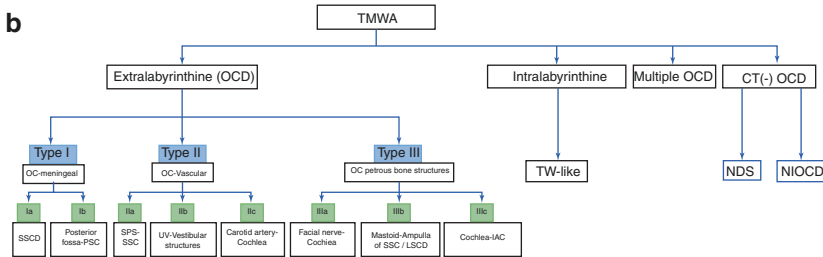 b
TMWA
Extralabyrinthine (OCD)
Intralabyrinthine
Multiple OCD
CT(-) OCD
Type I
Type II
Type III
OC-meningeal
OC-Vascular
OC petrous bone structures
TW-like
NDS
NIOCD
Ia
Ib
IIa
IIb
IIc
IIIa
IIIb
IIIc
SSCD
Posterior
fossa-PSC
SPS-
SSC
UV-Vestibular
structures
Carotid artery-
Cochlea
Facial nerve-
Cochiea
Mastoid-Ampulla
of SSC / LSCD
Cochlea-IAC